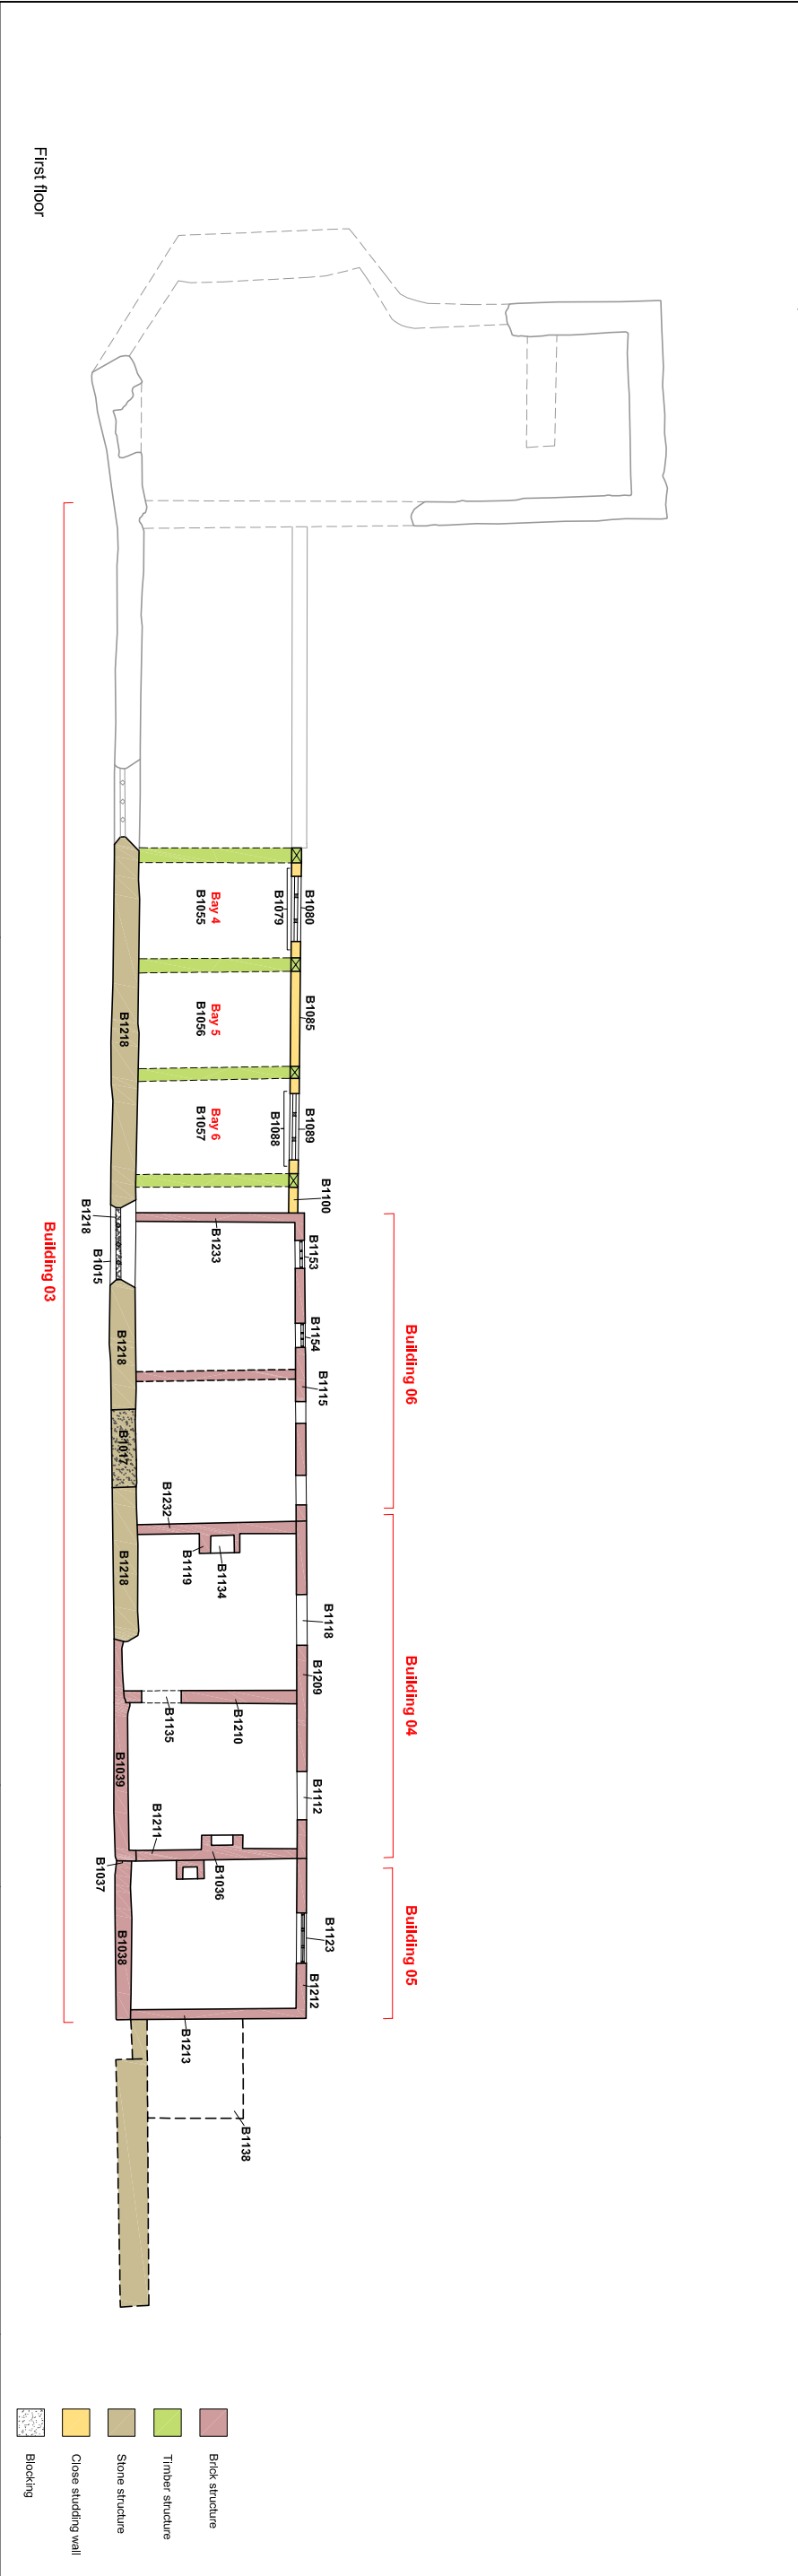 First floor
Building 06
Building 04
Building 05
B1080
B1079
B1085
B1089
B1088
B1100
B1153
B1154
B1115
B1118
B1209
B1112
B1123
B1212
Bay 4
B1055
Bay 5
B1056
Bay 6
B1057
B1233
B1232
B1119
B1134
B1135
B1210
B1211
B1036
B1213
B1138
B1218
B1218
B1015
B1218
B1017
B1218
B1039
B1037
B1038
Building 03
Brick structure
Timber structure
Stone structure
Close studding wall
Blocking